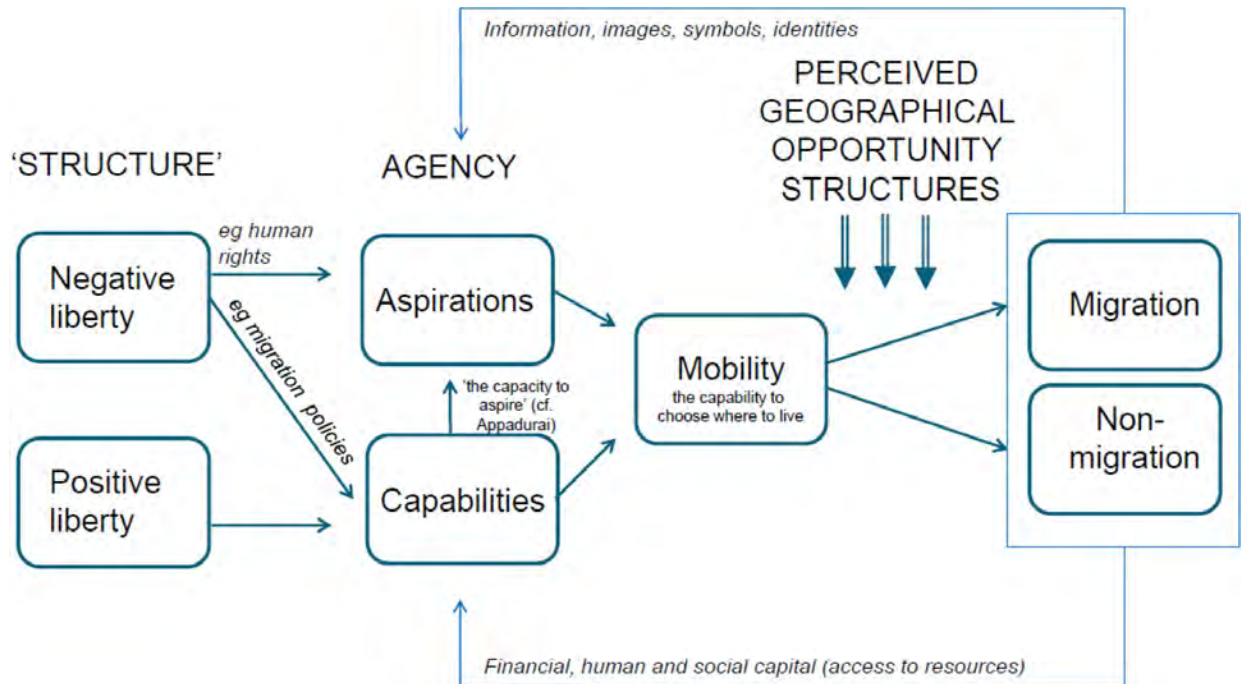 Information, images, symbols, identities
PERCEIVED
GEOGRAPHICAL
OPPORTUNITY
STRUCTURES
'STRUCTURE'
AGENCY
eg human
rights
Negative
liberty
eg migration policies
Positive
liberty
Aspirations
'the capacity to
aspire' (cf.
Appadurai)
Capabilities
Mobility
the capability to
choose where to live
Migration
Non-
migration
Financial, human and social capital (access to resources)